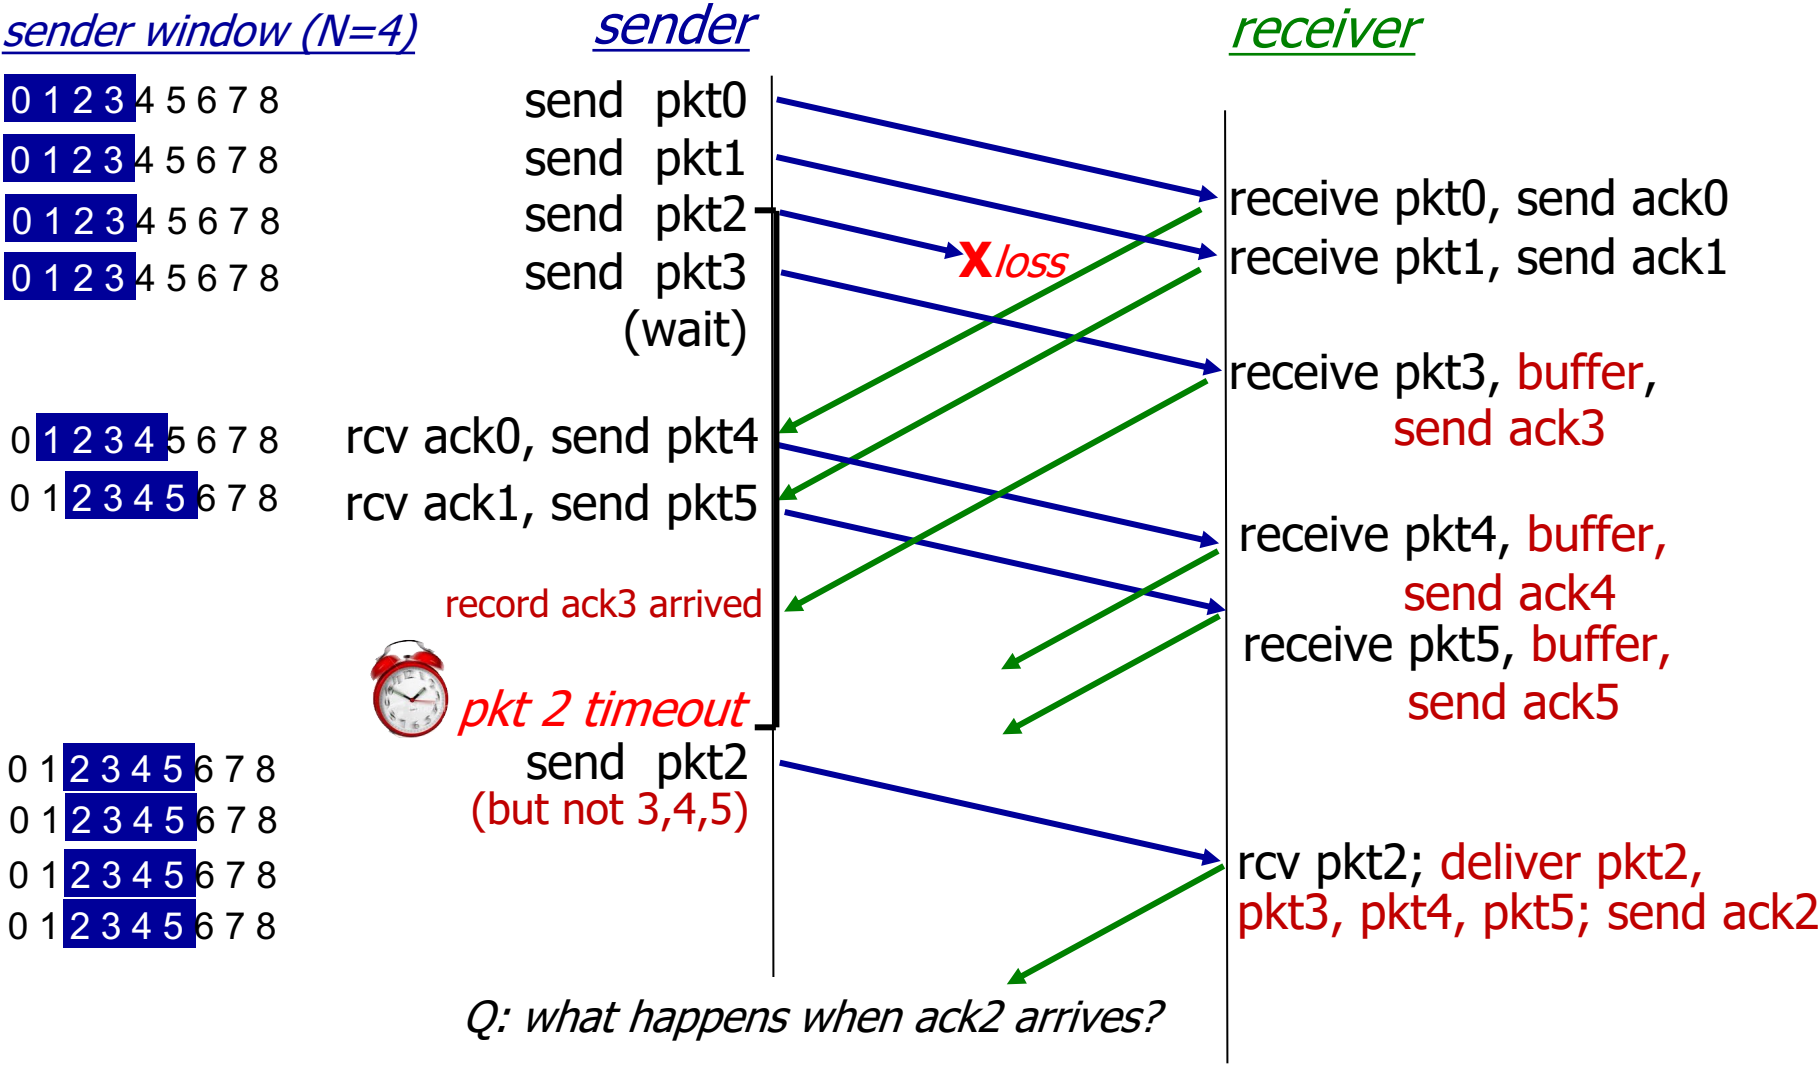 sender window (N=4)
sender
receiver
0 1 2 3 4 5 6 7 8
send pkt0
0 1 2 3 4 5 6 7 8
send pkt1
receive pkt0, send ack0
0 1 2 3 4 5 6 7 8
send pkt2
X loss
receive pkt1, send ack1
0 1 2 3 4 5 6 7 8
send pkt3
(wait)
receive pkt3, buffer,
send ack3
0 1 2 3 4 5 6 7 8
rcv ack0, send pkt4
0 1 2 3 4 5 6 7 8
rcv ack1, send pkt5
receive pkt4, buffer,
send ack4
record ack3 arrived
receive pkt5, buffer,
send ack5
pkt 2 timeout
0 1 2 3 4 5 6 7 8
send pkt2
0 1 2 3 4 5 6 7 8
(but not 3,4,5)
0 1 2 3 4 5 6 7 8
rcv pkt2; deliver pkt2,
0 1 2 3 4 5 6 7 8
pkt3, pkt4, pkt5; send ack2
Q: what happens when ack2 arrives?